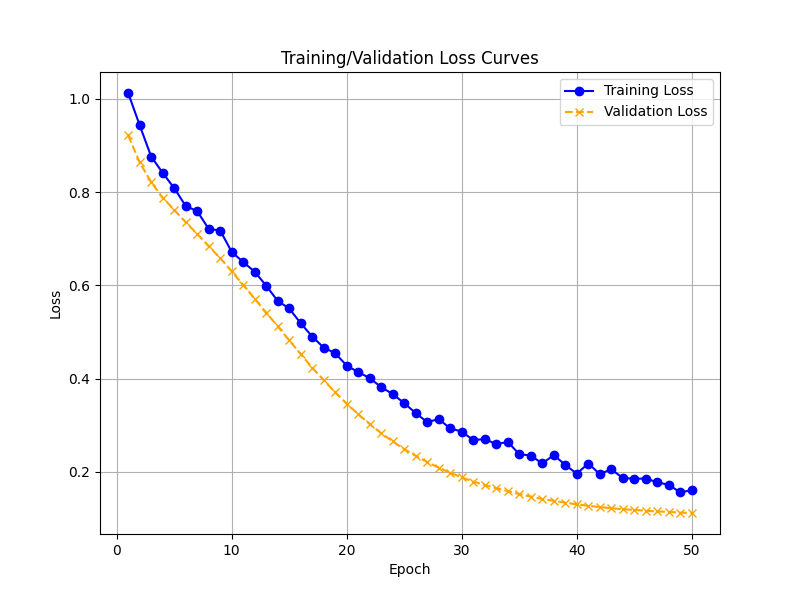 Training/Validation Loss Curves
Training Loss
Validation Loss
Loss
1.0
0.8
0.6
0.4
0.2
0 10 20 30 40 50
Epoch